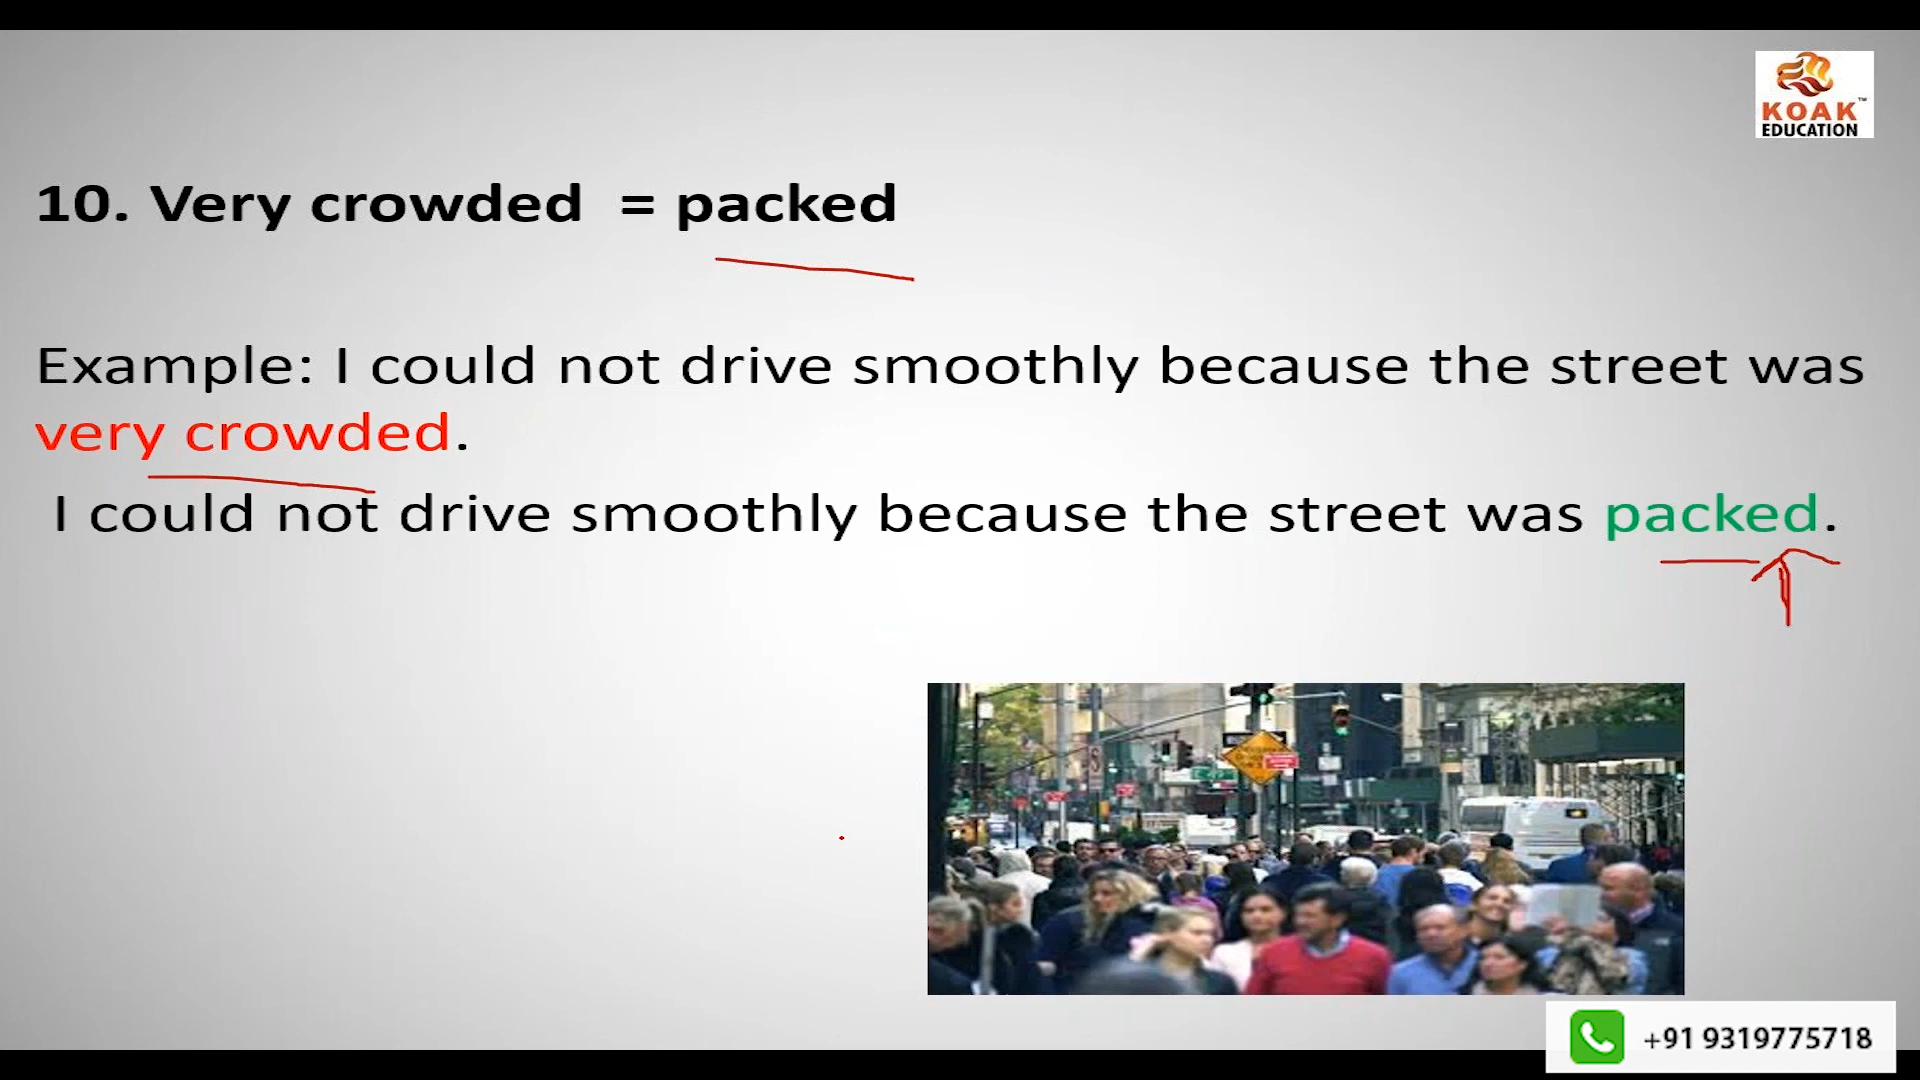 KOAK™
EDUCATION
10. Very crowded = packed
Example: I could not drive smoothly because the street was
very crowded.
I could not drive smoothly because the street was packed.
+91 9319775718